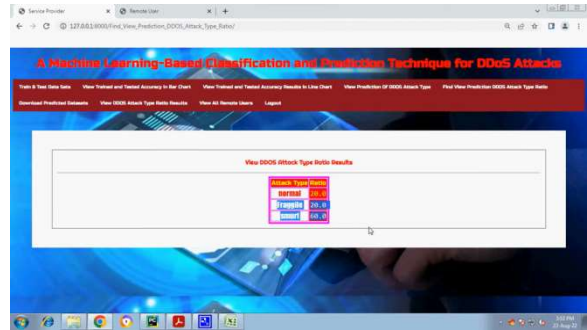 Service Provider
Remote User
127.0.0.1:8000/Find_View_Prediction_DDOS_Attack_Type_Ratio/
A Machine Learning-Based Classification and Prediction Technique for DDoS Attacks
Train & Test Data Sets View Trained and Tested Accuracy in Bar Chart View Trained and Tested Accuracy Results in Line Chart View Prediction Of DDOS Attack Type Find View Prediction DDOS Attack Type Ratio
Download Predicted Datasets View DDOS Attack Type Ratio Results View All Remote Users Logout
View DDOS Attack Type Ratio Results
Attack Type Ratio
normal 20.0
20.0
smurf 60.0
3:03 PM